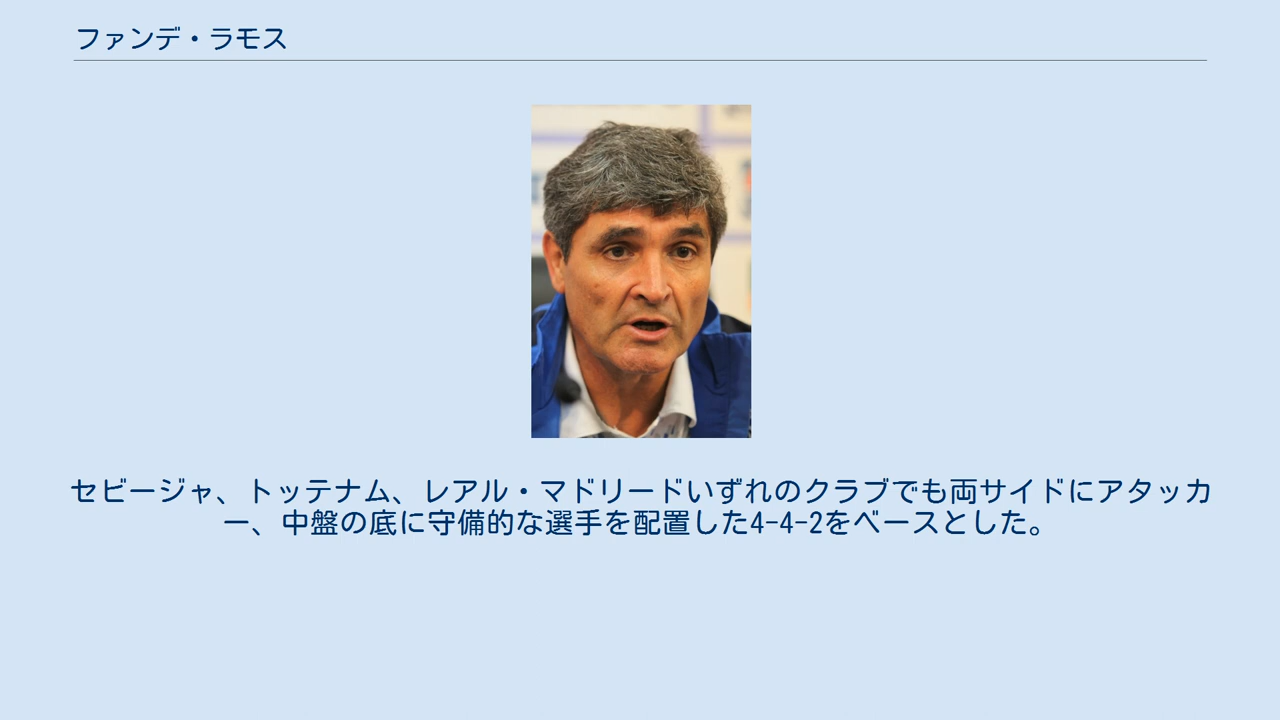 ファンデ・ラモス
セビージャ、トッテナム、レアル・マドリードいずれのクラブでも両サイドにアタッカ
ー、中盤の底に守備的な選手を配置した4-4-2をベースとした。